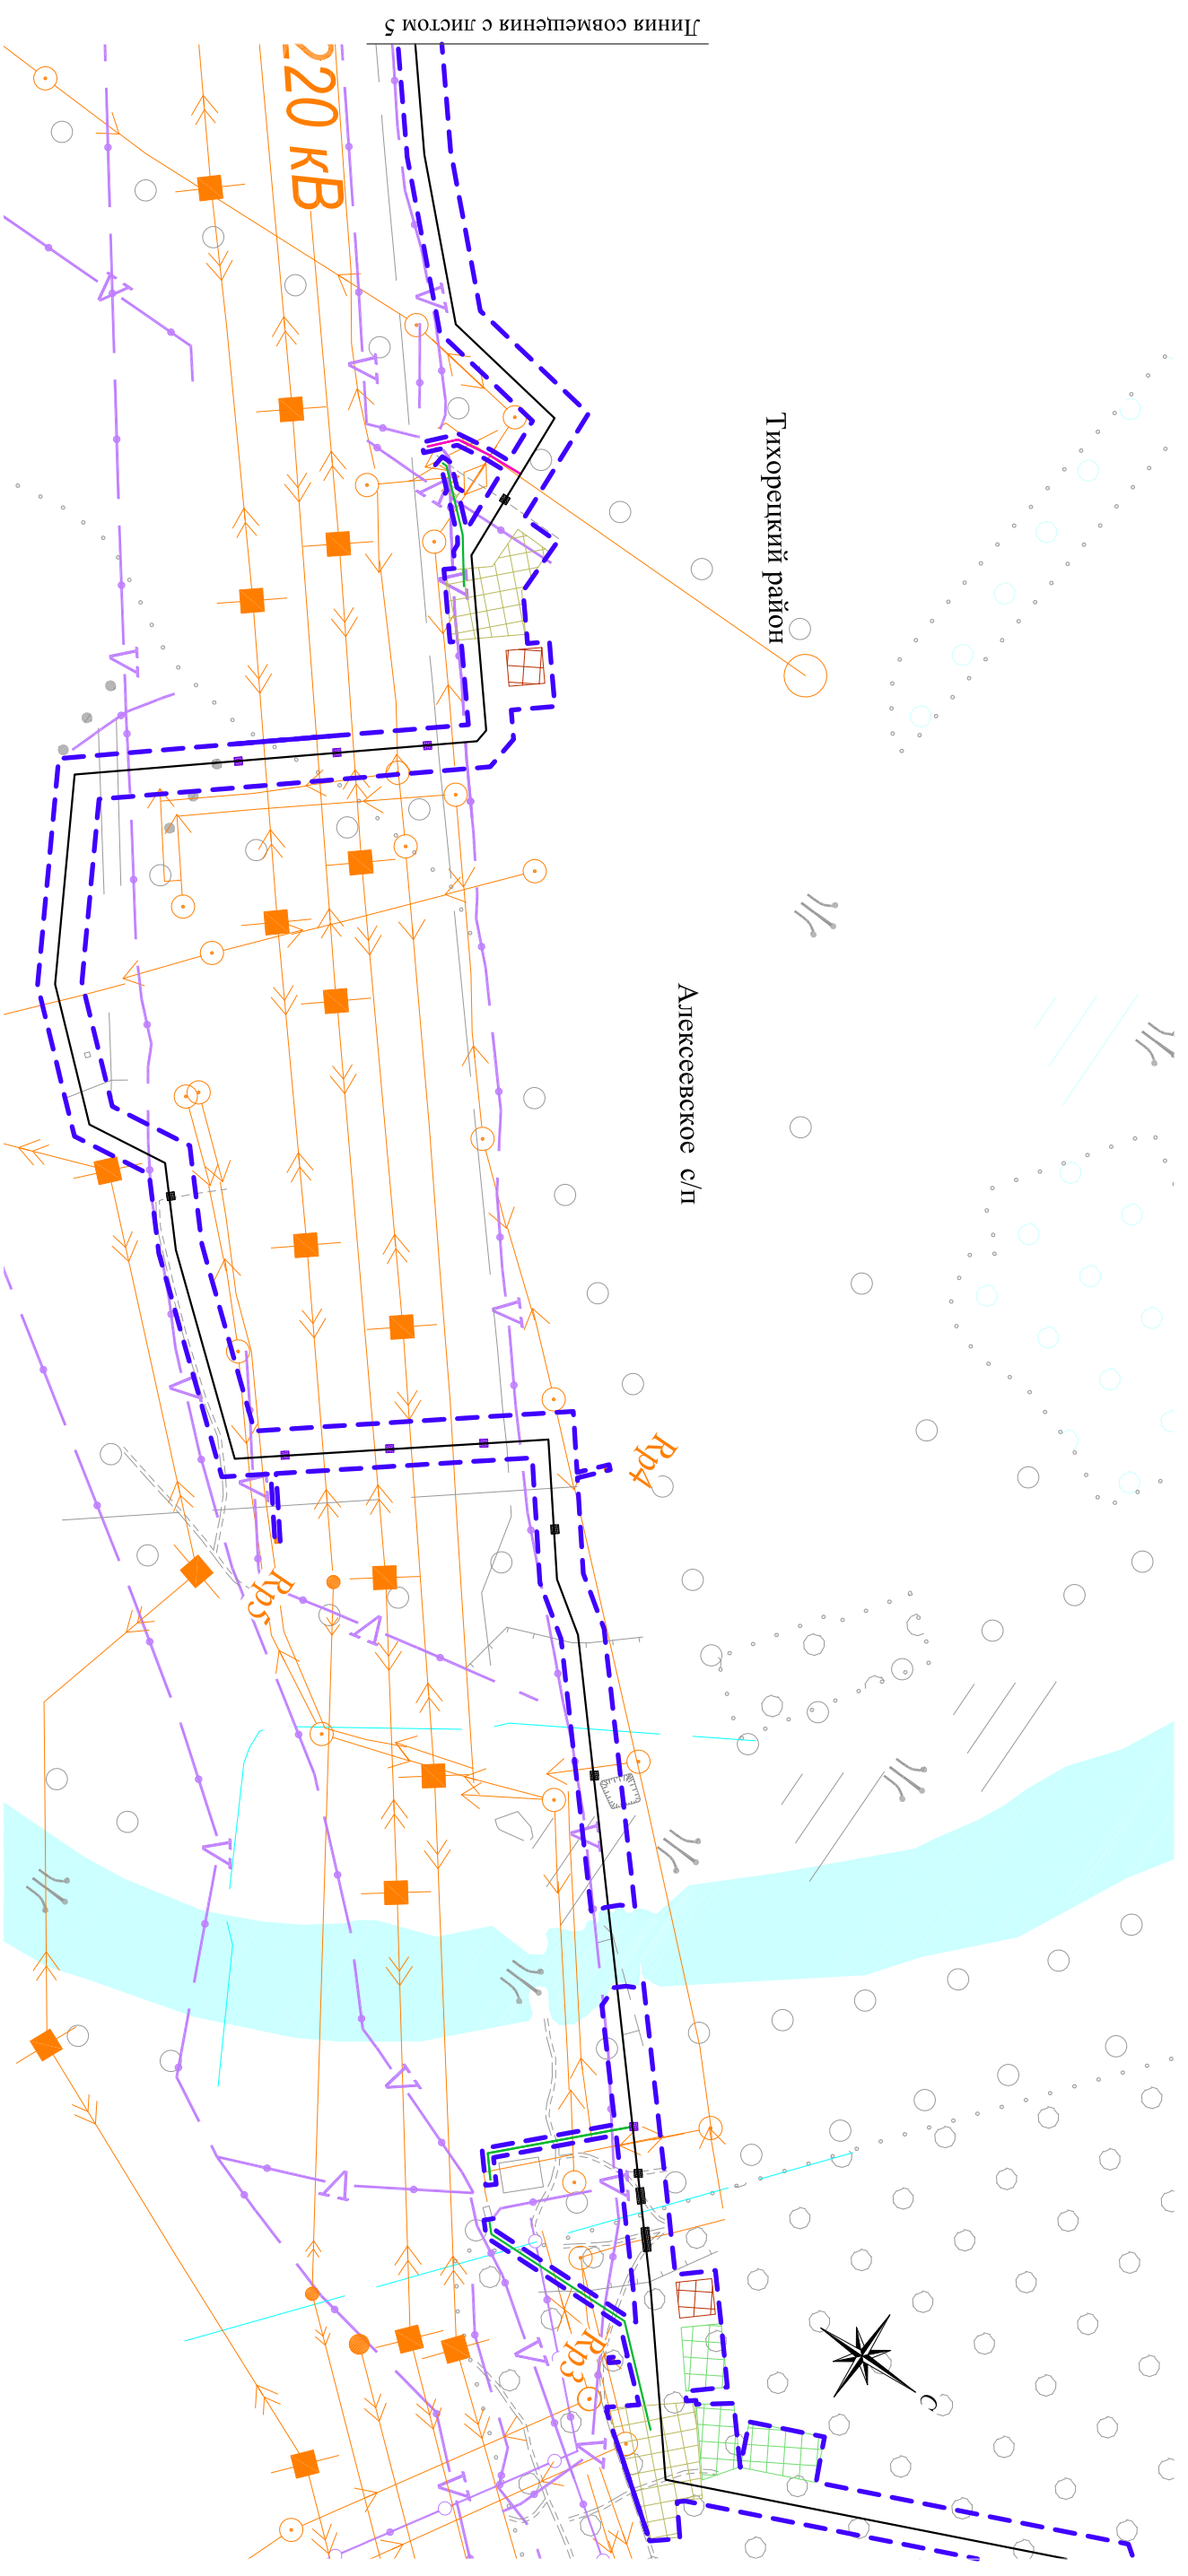 Линия совмещения с листом 5
220 кВ
Тихорецкий район
Алексеевское с/п
Rp4
Rp5
Rp3
С